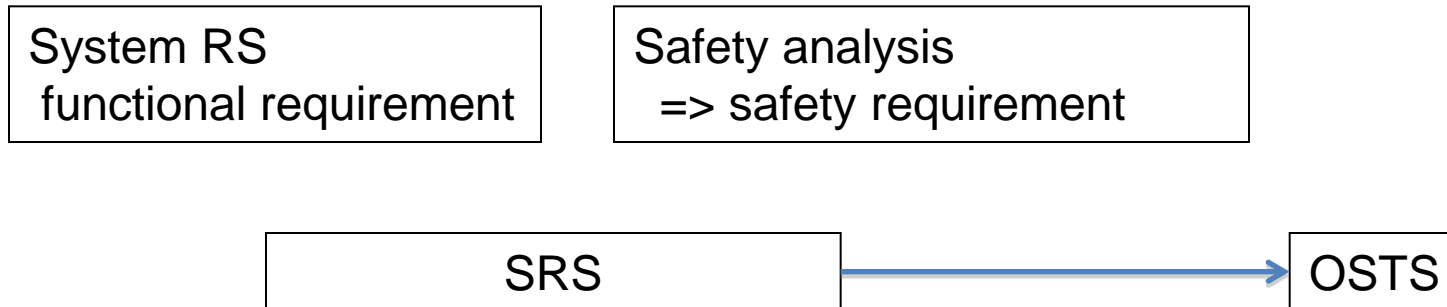 System RS
functional requirement
Safety analysis
=> safety requirement
SRS
OSTS